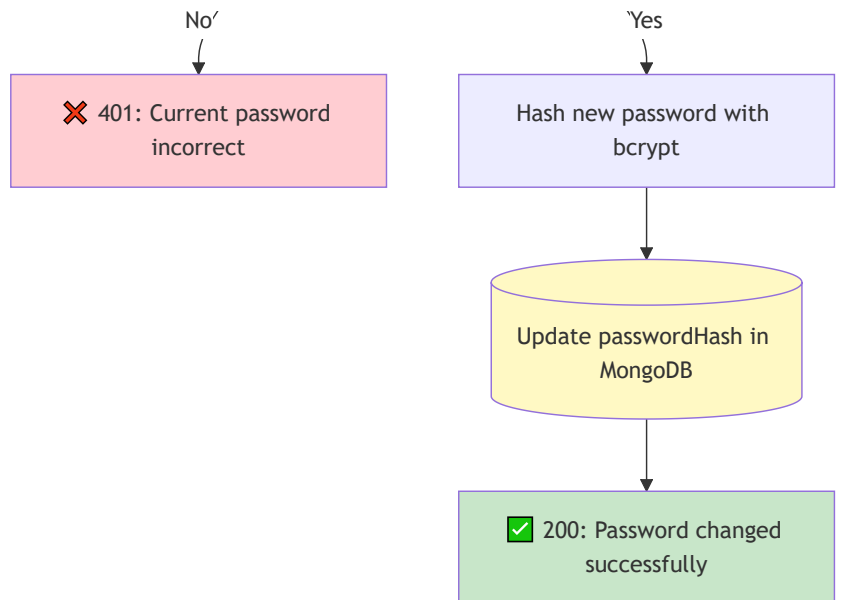 No
Yes
❌ 401: Current password
incorrect
Hash new password with
bcrypt
Update passwordHash in
MongoDB
✅ 200: Password changed
successfully